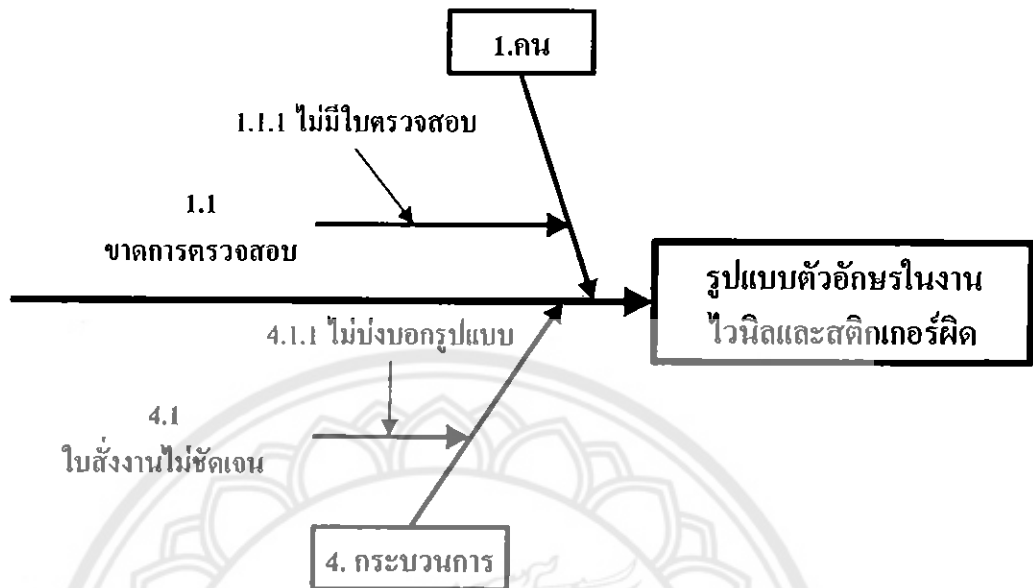 1.คน
1.1.1 ไม่มีใบตรวจสอบ
1.1
ขาดการตรวจสอบ
รูปแบบตัวอักษรในงาน
ไวนิลและสติกเกอร์ผิด
4.1.1 ไม่บ่งบอกรูปแบบ
4.1
ใบสั่งงานไม่ชัดเจน
4. กระบวนการ